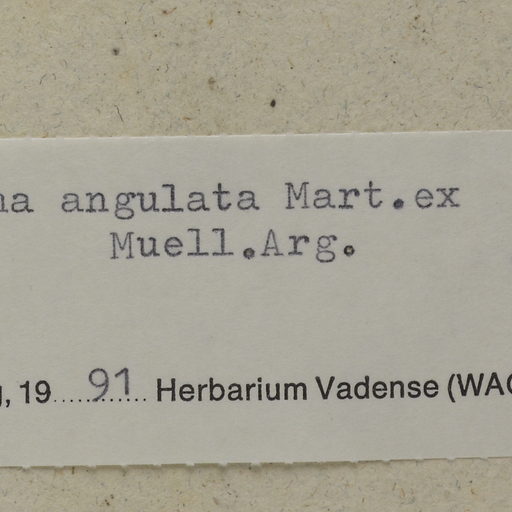 na angulata Mart.ex
Muell.Arg.
g, 19 91 Herbarium Vadense (WAG